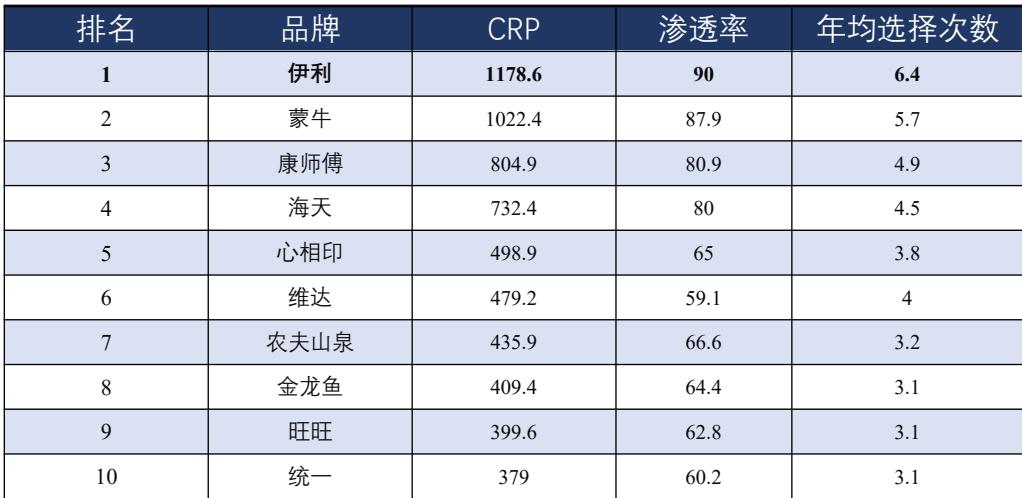 排名 品牌 CRP 渗透率 年均选择次数
1 伊利 1178.6 90 6.4
2 蒙牛 1022.4 87.9 5.7
3 康师傅 804.9 80.9 4.9
4 海天 732.4 80 4.5
5 心相印 498.9 65 3.8
6 维达 479.2 59.1 4
7 农夫山泉 435.9 66.6 3.2
8 金龙鱼 409.4 64.4 3.1
9 旺旺 399.6 62.8 3.1
10 统一 379 60.2 3.1